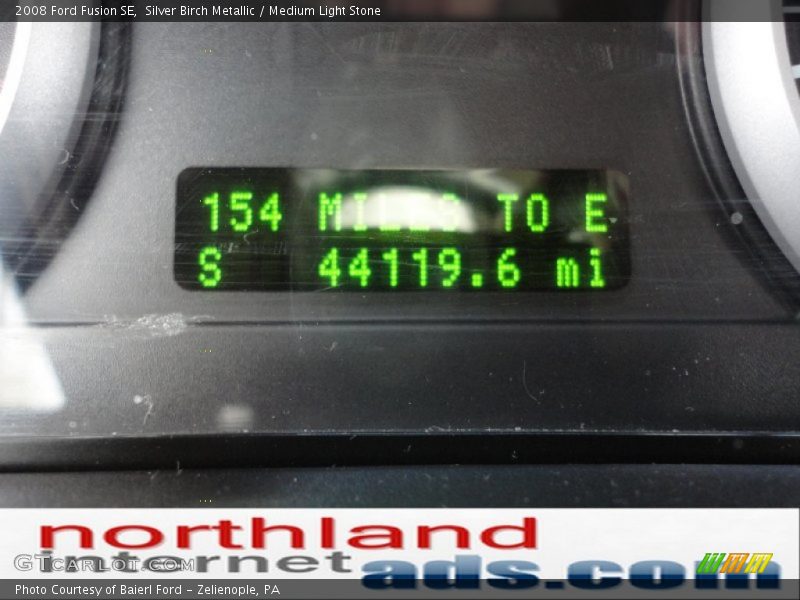 2008 Ford Fusion SE, Silver Birch Metallic / Medium Light Stone
154 MILES TO E
S 44119.6 mi
northland
internet
ads.com
GTCARLOT.COM
Photo Courtesy of Baierl Ford - Zelienople, PA